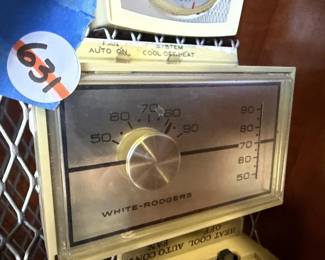 631
SYSTEM
AUTO ON COOL OFF HEAT
50 60 70 80 90
90
80
70
60
50
WHITE-RODGERS
HEAT COOL AUTO CONT
OFF FAN